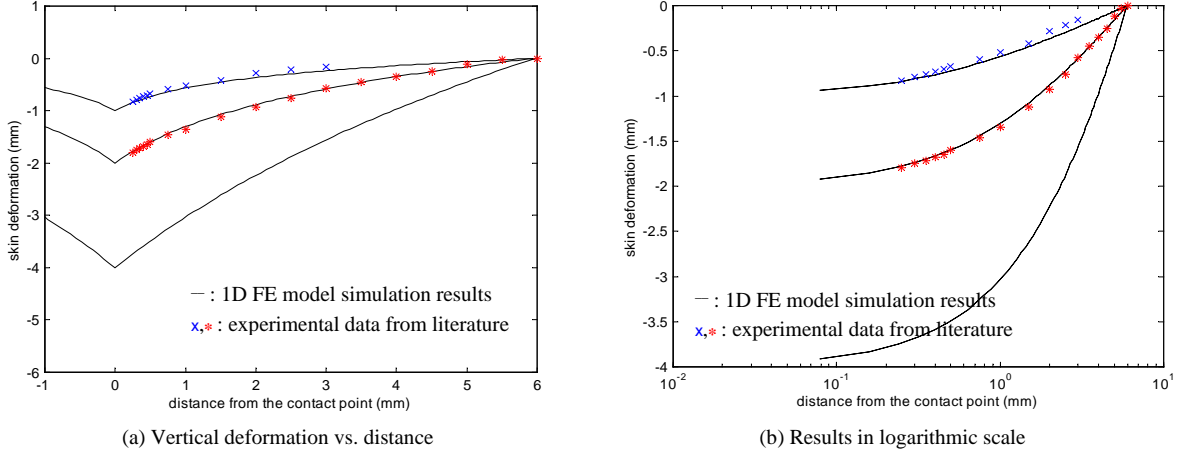 1
0
-1
-2
-3
-4
-5
-6
-1 0 1 2 3 4 5 6
skin deformation (mm)
distance from the contact point (mm)
— : 1D FE model simulation results
x,* : experimental data from literature
(a) Vertical deformation vs. distance
0
-0.5
-1
-1.5
-2
-2.5
-3
-3.5
-4
10^-2 10^-1 10^0 10^1
skin deformation (mm)
distance from the contact point (mm)
— : 1D FE model simulation results
x,* : experimental data from literature
(b) Results in logarithmic scale